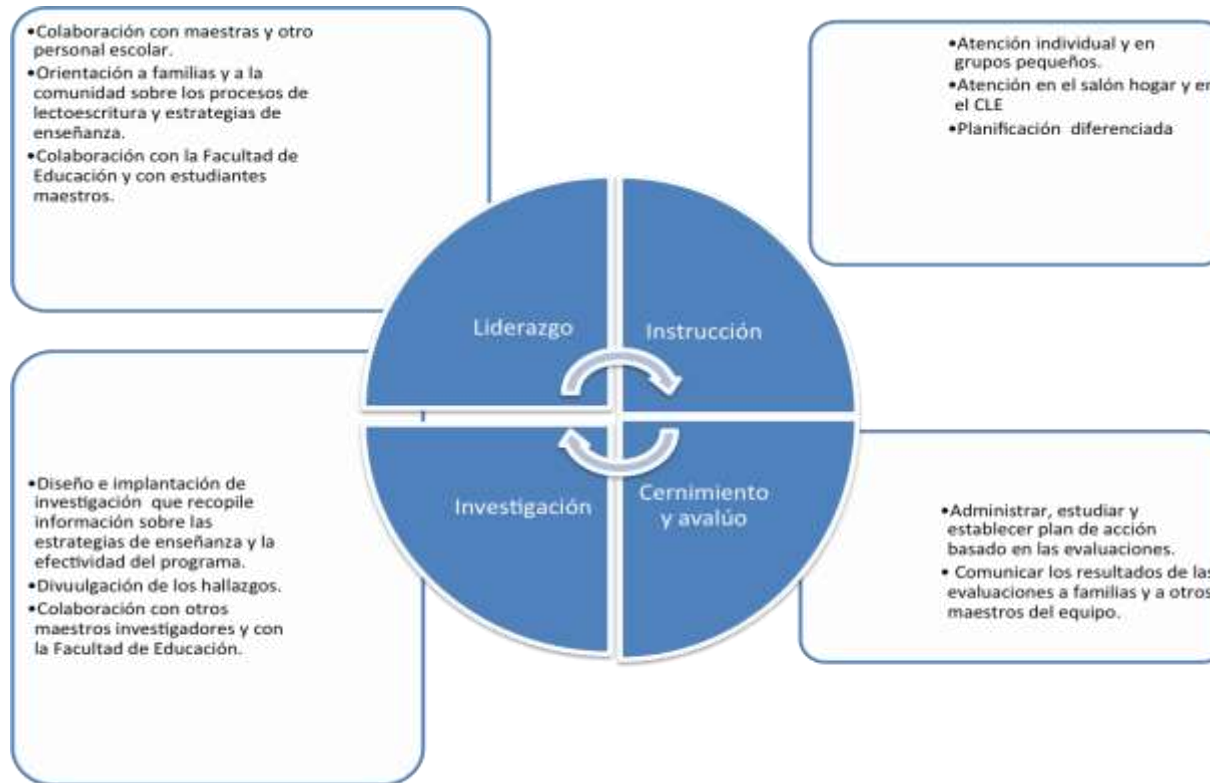 •Colaboración con maestras y otro
personal escolar.
•Orientación a familias y a la
comunidad sobre los procesos de
lectoescritura y estrategias de
enseñanza.
•Colaboración con la Facultad de
Educación y con estudiantes
maestros.
•Atención individual y en
grupos pequeños.
•Atención en el salón hogar y en
el CLE
•Planificación diferenciada
Liderazgo
Instrucción
Investigación
Cernimiento
y avalúo
•Diseño e implantación de
investigación que recopile
información sobre las
estrategias de enseñanza y la
efectividad del programa.
•Divuulgación de los hallazgos.
•Colaboración con otros
maestros investigadores y con
la Facultad de Educación.
•Administrar, estudiar y
establecer plan de acción
basado en las evaluaciones.
• Comunicar los resultados de las
evaluaciones a familias y a otros
maestros del equipo.